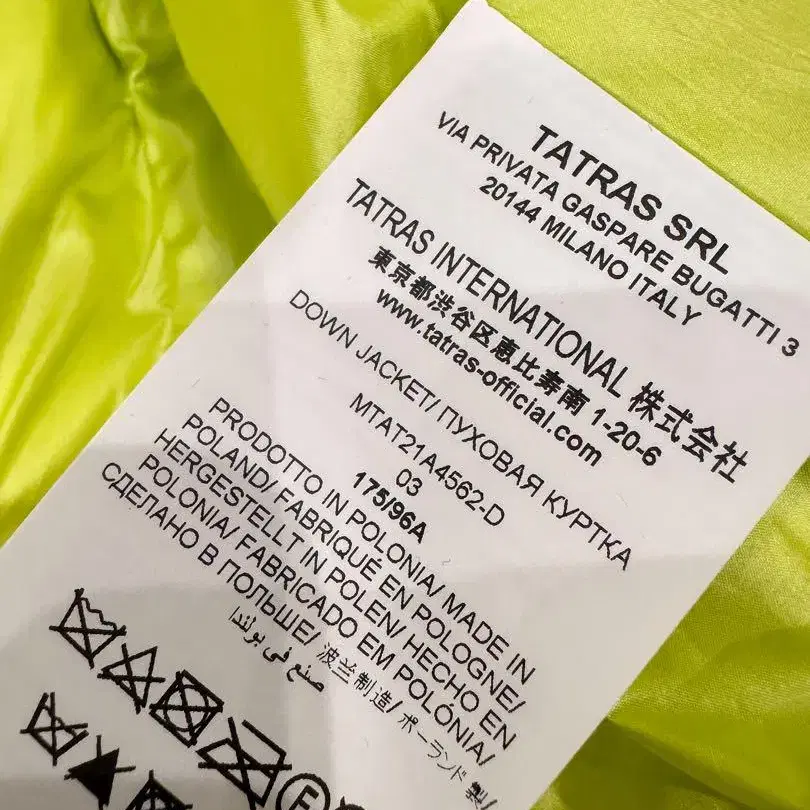 TATRAS SRL
VIA PRIVATA GASPARE BUGATTI 3
20144 MILANO ITALY
TATRAS INTERNATIONAL 株式会社
東京都渋谷区恵比寿南 1-20-6
www.tatras-official.com
DOWN JACKET/ ПУХОВАЯ КУРТКА
MTAT21A4562-D
03
175/96A
PRODOTTO IN POLONIA/ MADE IN
POLAND/ FABRIQUÉ EN POLOGNE/
HERGESTELLT IN POLEN/ HECHO EN
POLONIA/ FABRICADO EM POLÓNIA/
СДЕЛАНО В ПОЛЬШЕ/ 波兰制造/ ポーランド 製/
صنع في بولندا
F